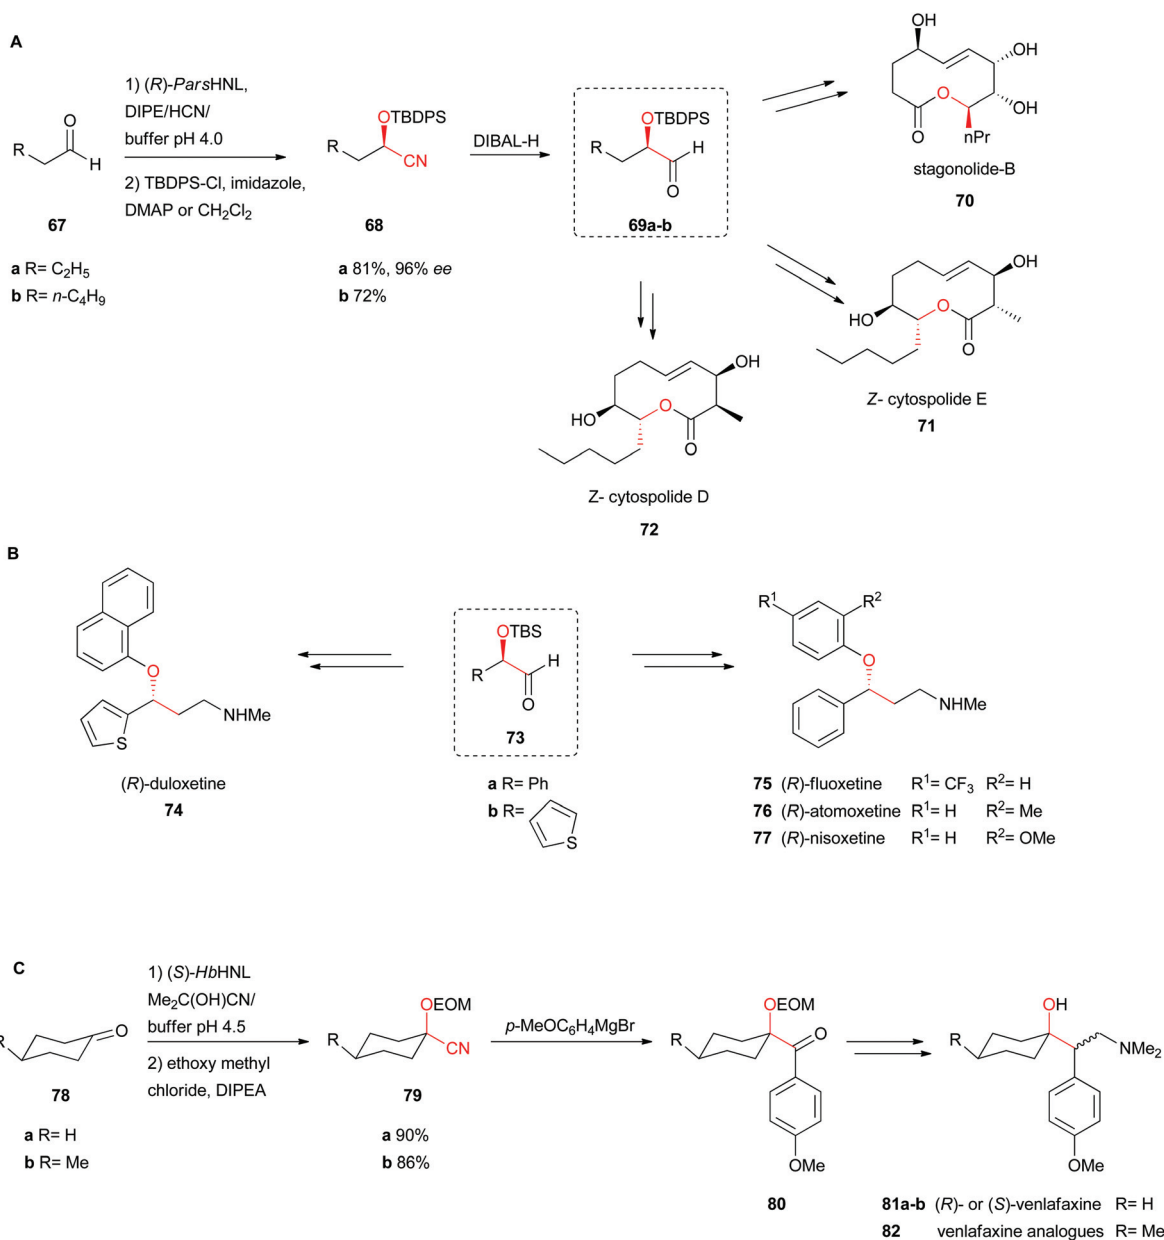 A
1) (R)-ParsHNL,
DIPE/HCN/
buffer pH 4.0
2) TBDPS-Cl, imidazole,
DMAP or CH₂Cl₂
R
O
H
67
a R= C₂H₅
b R= n-C₄H₉
OTBDPS
R
CN
68
a 81%, 96% ee
b 72%
DIBAL-H
OTBDPS
R
H
O
69a-b
OH
OH
O
OH
O
nPr
stagonolide-B
70
OH
O
HO
O
Z- cytospolide E
71
OH
O
HO
O
Z- cytospolide D
72
B
O
NHMe
S
(R)-duloxetine
74
OTBS
R
H
O
73
a R= Ph
b R=
S
R¹
R²
O
NHMe
75 (R)-fluoxetine R¹= CF₃ R²= H
76 (R)-atomoxetine R¹= H R²= Me
77 (R)-nisoxetine R¹= H R²= OMe
C
1) (S)-HbHNL
Me₂C(OH)CN/
buffer pH 4.5
2) ethoxy methyl
chloride, DIPEA
R
O
78
a R= H
b R= Me
OEOM
R
CN
79
a 90%
b 86%
p-MeOC₆H₄MgBr
OEOM
R
O
OMe
80
OH
R
NMe₂
OMe
81a-b (R)- or (S)-venlafaxine R= H
82 venlafaxine analogues R= Me